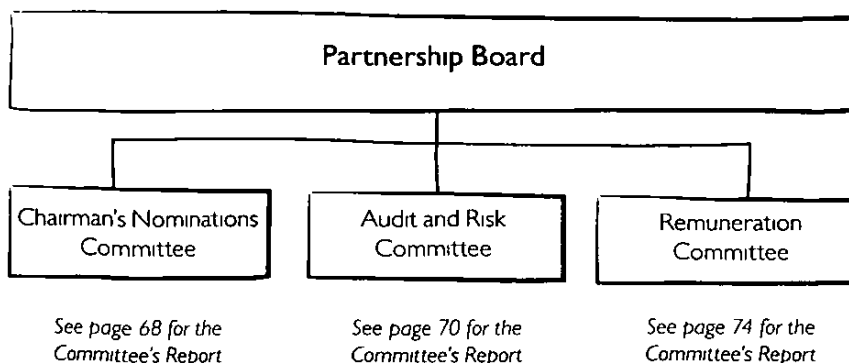 Partnership Board
Chairman's Nominations
Committee
Audit and Risk
Committee
Remuneration
Committee
See page 68 for the
Committee's Report
See page 70 for the
Committee's Report
See page 74 for the
Committee's Report